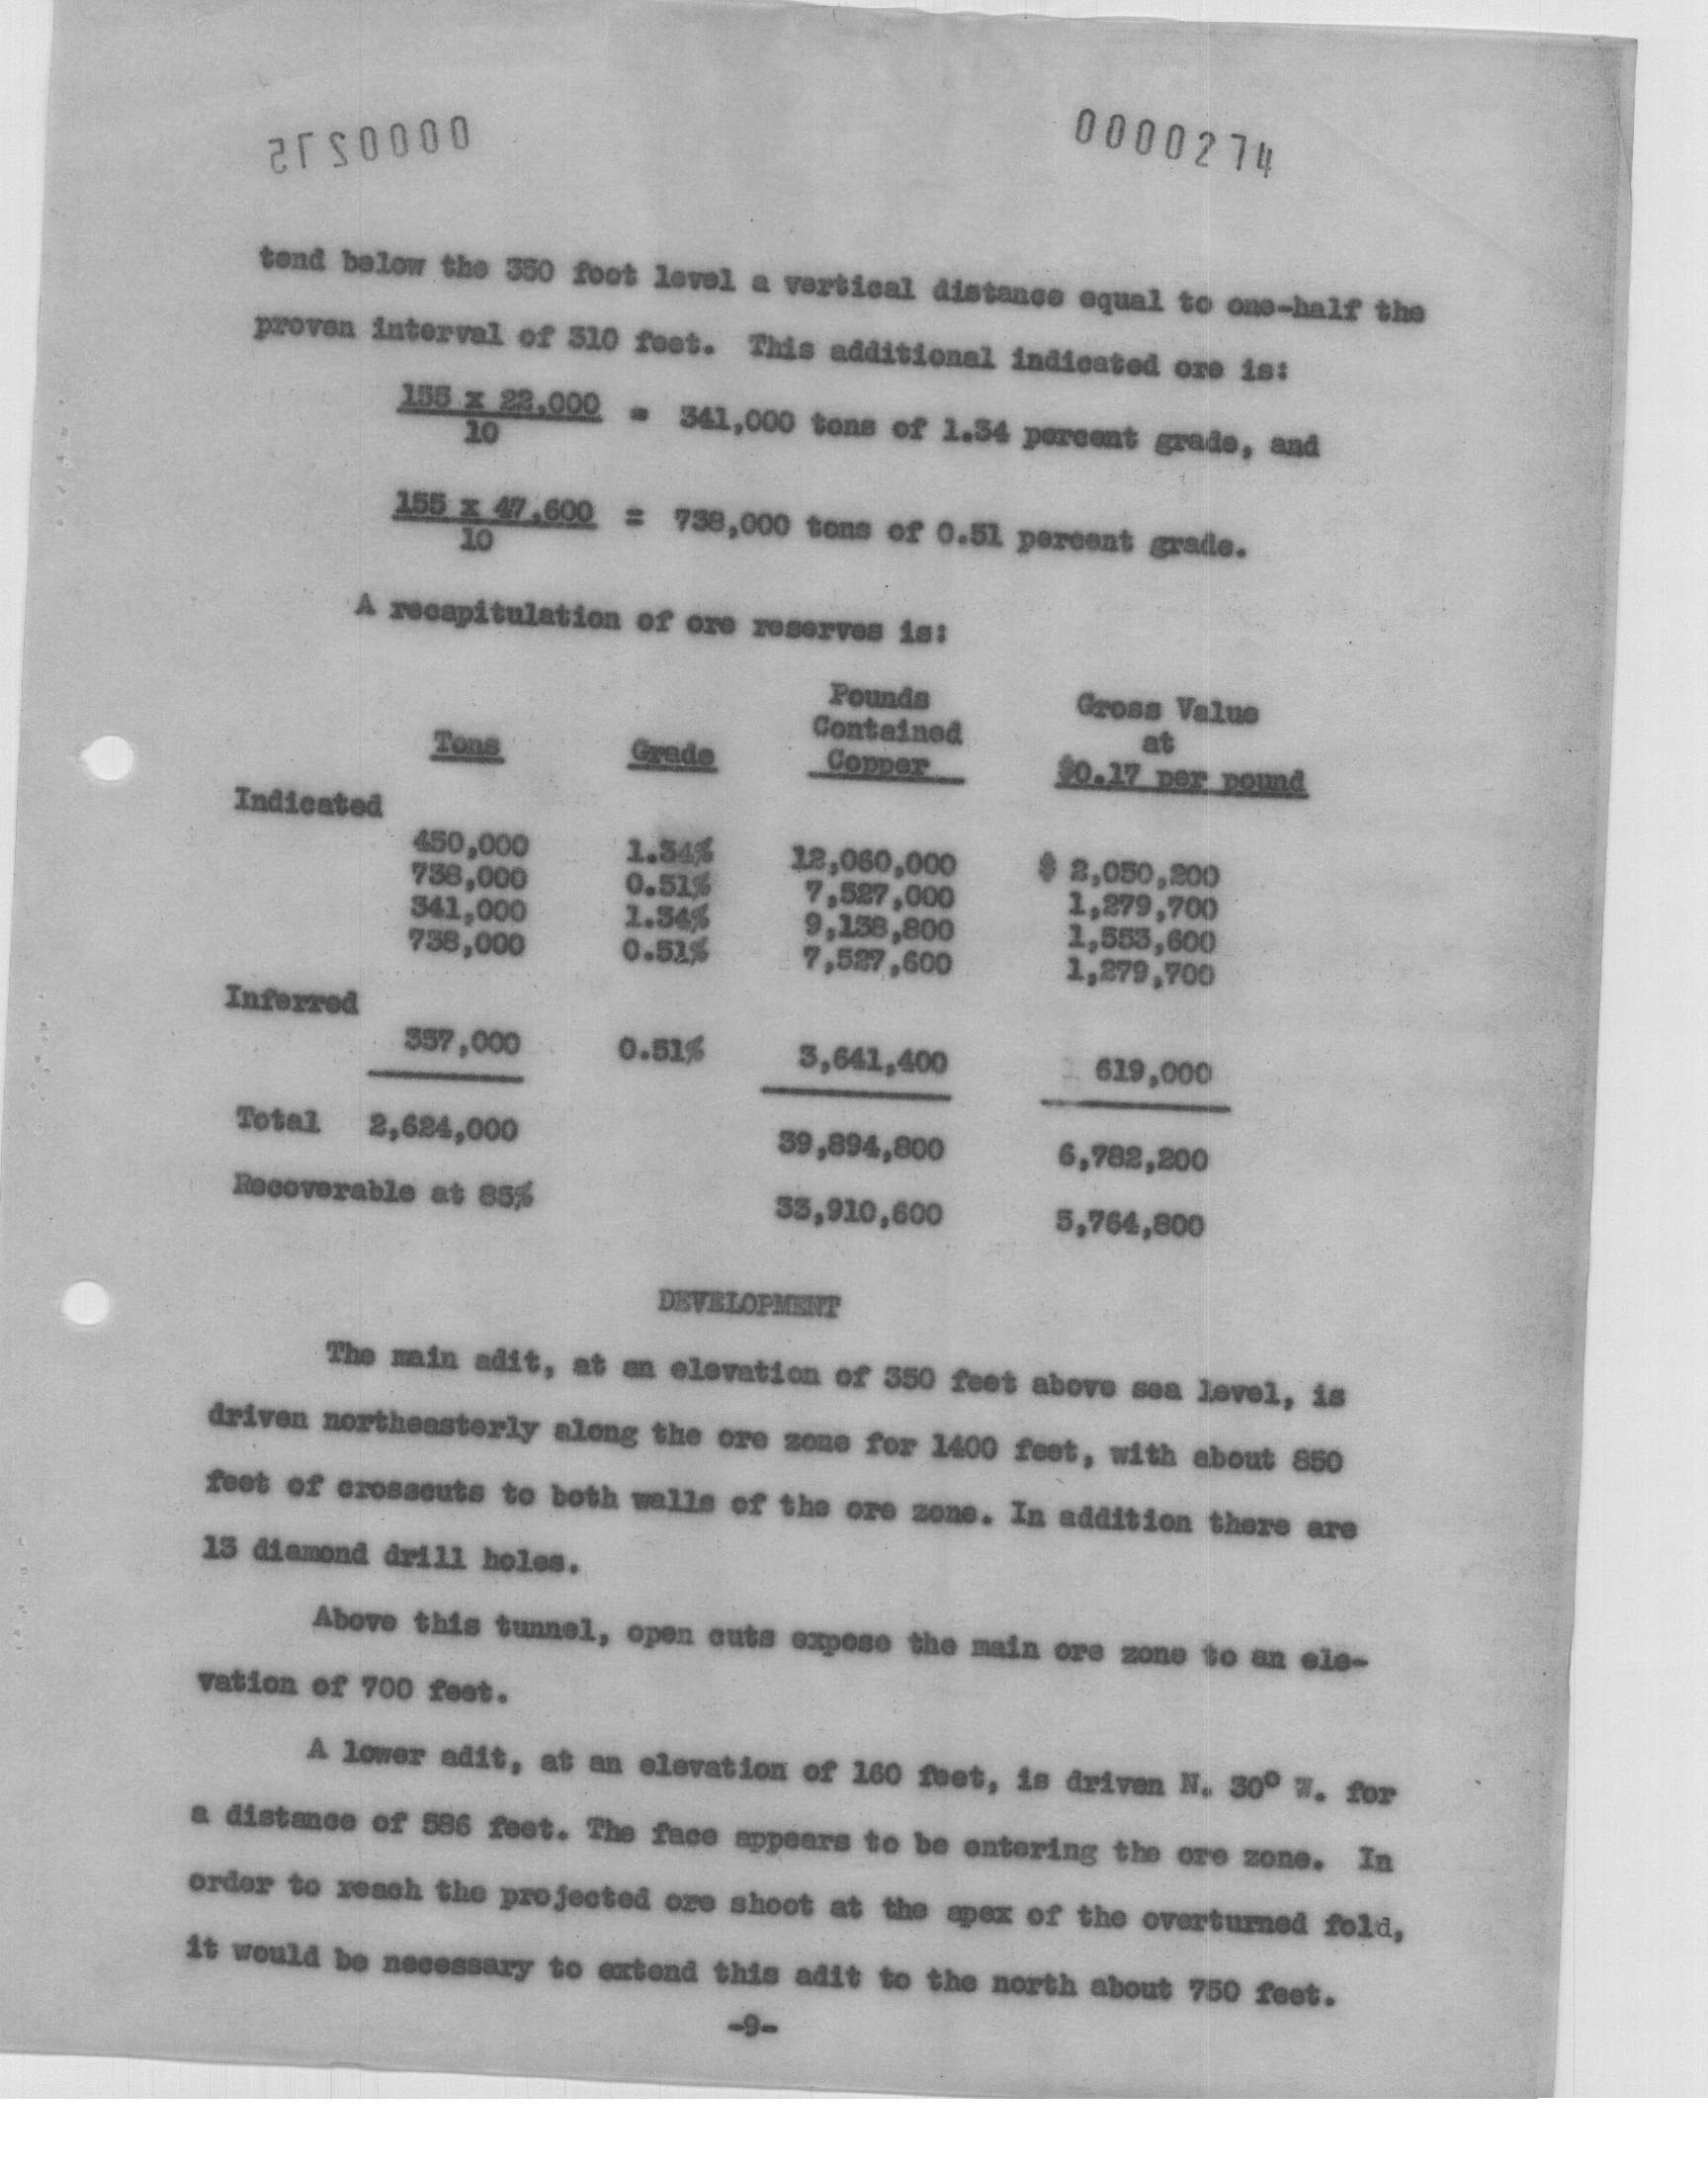 0000275
0000274
tend below the 350 foot level a vertical distance equal to one-half the
proven interval of 310 feet. This additional indicated ore is:
155 x 22,000
10
= 341,000 tons of 1.34 percent grade, and
155 x 47,600
10
= 738,000 tons of 0.51 percent grade.
A recapitulation of ore reserves is:
Tons Grade Pounds Contained Copper Gross Value at $0.17 per pound
Indicated
450,000 1.34% 12,060,000 $ 2,050,200
738,000 0.51% 7,527,000 1,279,700
341,000 1.34% 9,138,800 1,553,600
738,000 0.51% 7,527,600 1,279,700
Inferred
357,000 0.51% 3,641,400 619,000
Total 2,624,000 39,894,800 6,782,200
Recoverable at 85% 33,910,600 5,764,800
DEVELOPMENT
The main adit, at an elevation of 350 feet above sea level, is
driven northeasterly along the ore zone for 1400 feet, with about 850
feet of crosscuts to both walls of the ore zone. In addition there are
13 diamond drill holes.
Above this tunnel, open cuts expose the main ore zone to an ele-
vation of 700 feet.
A lower adit, at an elevation of 160 feet, is driven N. 30° W. for
a distance of 586 feet. The face appears to be entering the ore zone. In
order to reach the projected ore shoot at the apex of the overturned fold,
it would be necessary to extend this adit to the north about 750 feet.
-9-